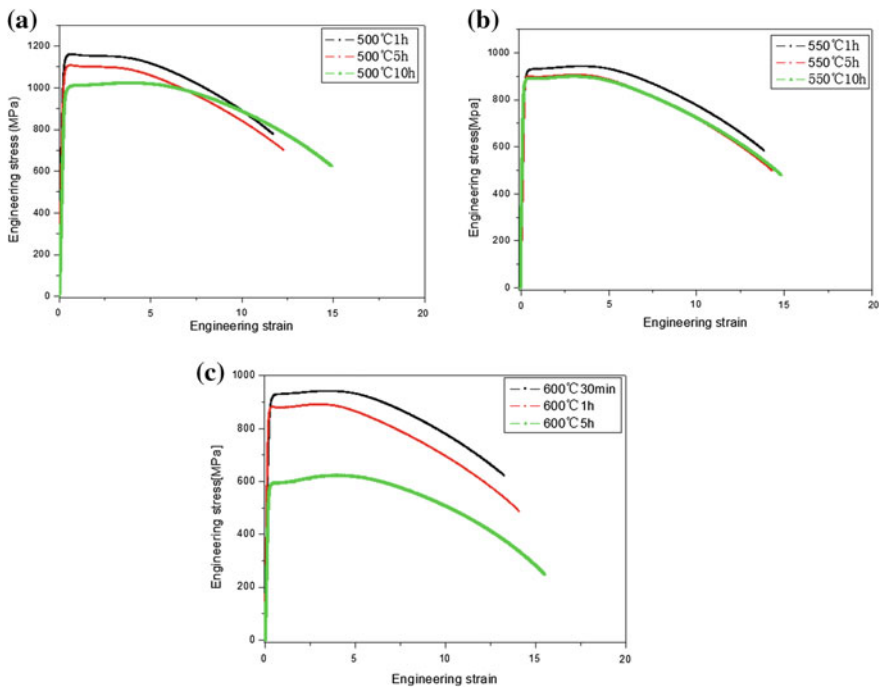 (a)
500℃1h
500℃5h
500℃10h
Engineering stress (MPa)
1200
1000
800
600
400
200
0
0 5 10 15 20
Engineering strain
(b)
550℃1h
550℃5h
550℃10h
Engineering stress[Mpa]
1000
800
600
400
200
0
0 5 10 15 20
Engineering strain
(c)
600℃30min
600℃1h
600℃5h
Engineering stress[MPa]
1000
800
600
400
200
0
0 5 10 15 20
Engineering strain